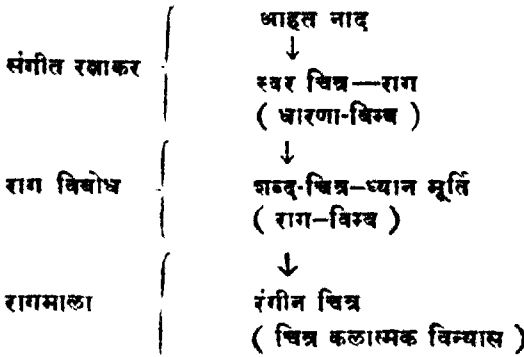 आहत नाद
↓
संगीत रत्नाकर
स्वर चित्र—राग
( धारणा-बिम्ब )
↓
राग विबोध
शब्द-चित्र–ध्यान मूर्ति
( राग–बिम्ब )
↓
रागमाला
रंगीन चित्र
( चित्र कलात्मक विन्यास )